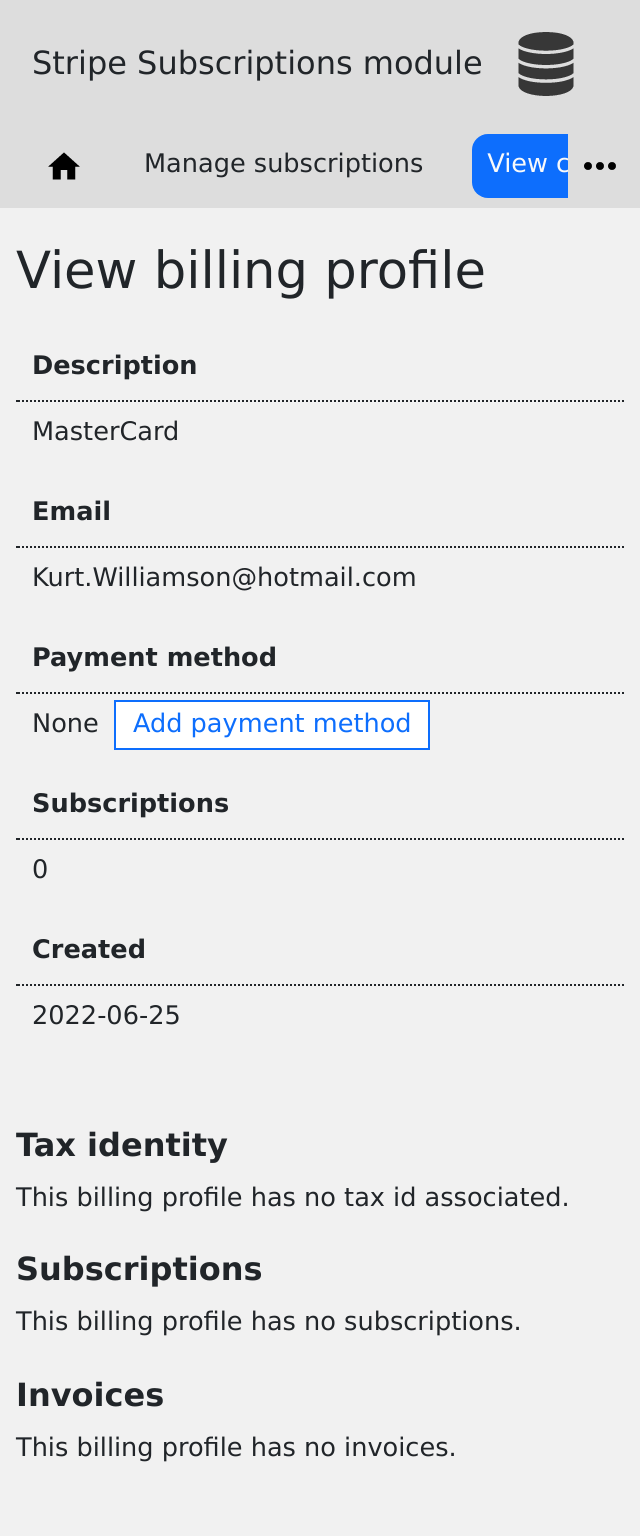 Stripe Subscriptions module
Manage subscriptions
View c
View billing profile
Description
MasterCard
Email
Kurt.Williamson@hotmail.com
Payment method
None Add payment method
Subscriptions
0
Created
2022-06-25
Tax identity
This billing profile has no tax id associated.
Subscriptions
This billing profile has no subscriptions.
Invoices
This billing profile has no invoices.